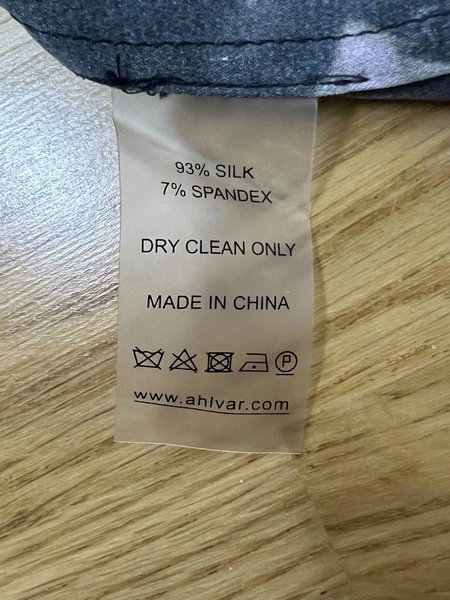 93% SILK
7% SPANDEX
DRY CLEAN ONLY
MADE IN CHINA
P
www.ahlvar.com